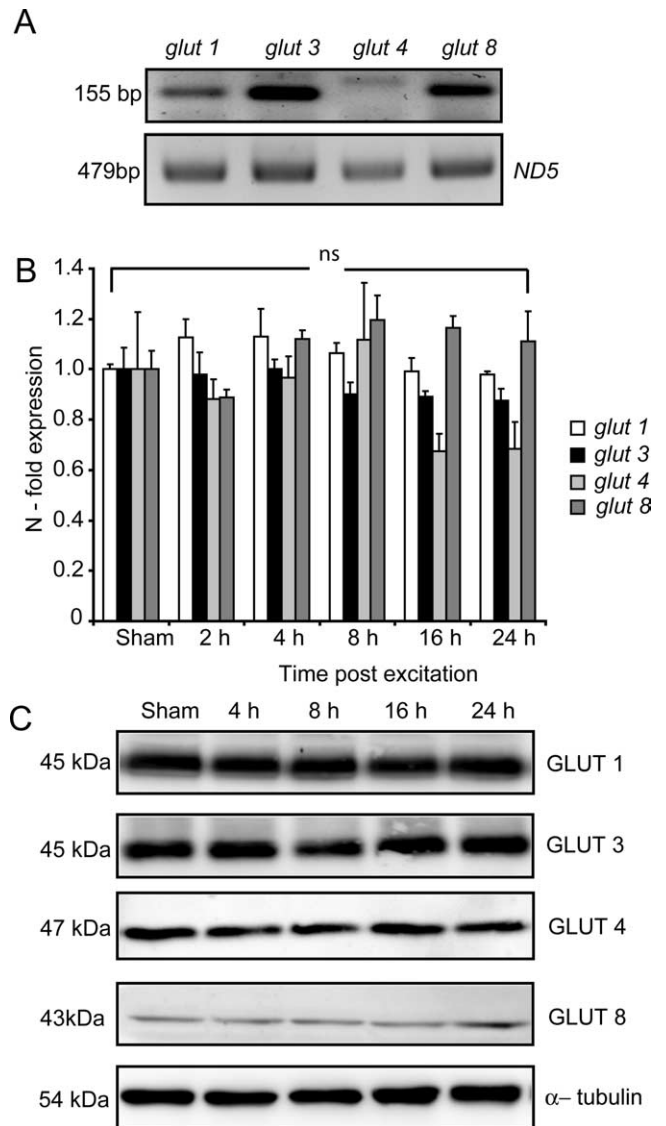 A
glut 1 glut 3 glut 4 glut 8
155 bp
479bp ND5
B
ns
1.4
1.2
1.0
0.8
0.6
0.4
0.2
0
N - fold expression
glut 1
glut 3
glut 4
glut 8
Sham 2 h 4 h 8 h 16 h 24 h
Time post excitation
C
Sham 4 h 8 h 16 h 24 h
45 kDa GLUT 1
45 kDa GLUT 3
47 kDa GLUT 4
43kDa GLUT 8
54 kDa α– tubulin